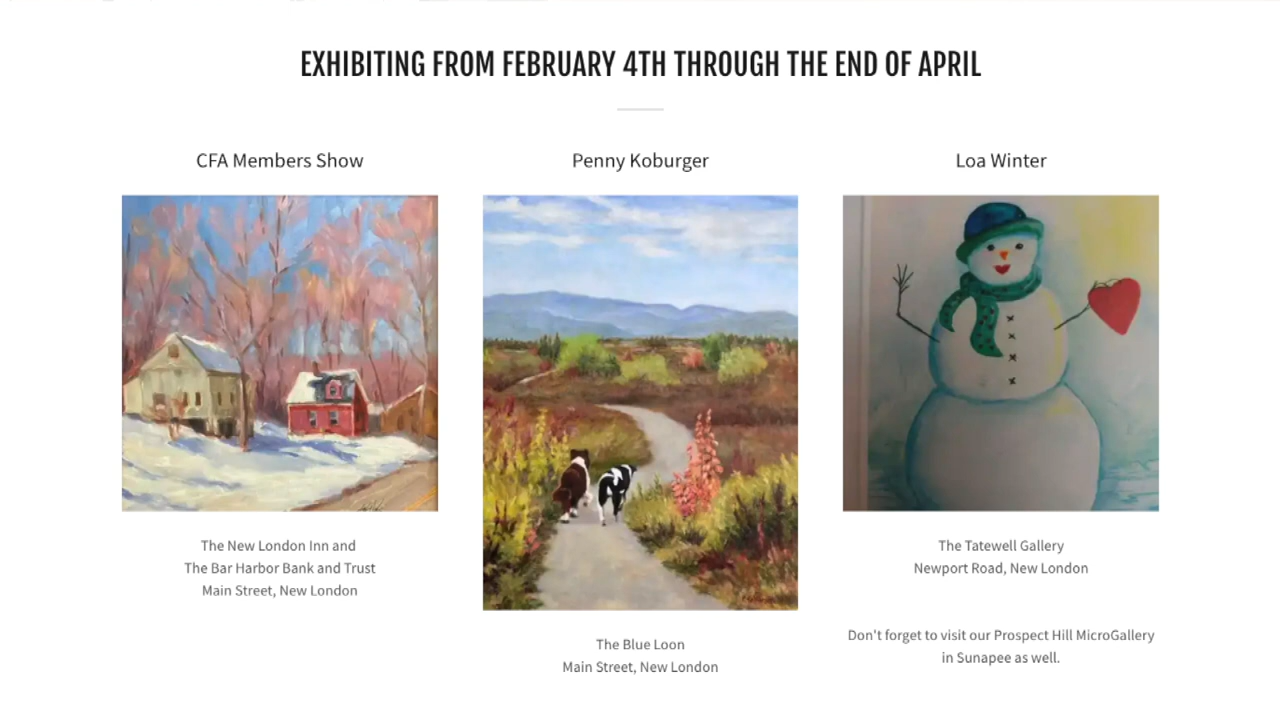 EXHIBITING FROM FEBRUARY 4TH THROUGH THE END OF APRIL
CFA Members Show
Penny Koburger
Loa Winter
The New London Inn and
The Bar Harbor Bank and Trust
Main Street, New London
The Blue Loon
Main Street, New London
The Tatewell Gallery
Newport Road, New London
Don't forget to visit our Prospect Hill MicroGallery
in Sunapee as well.